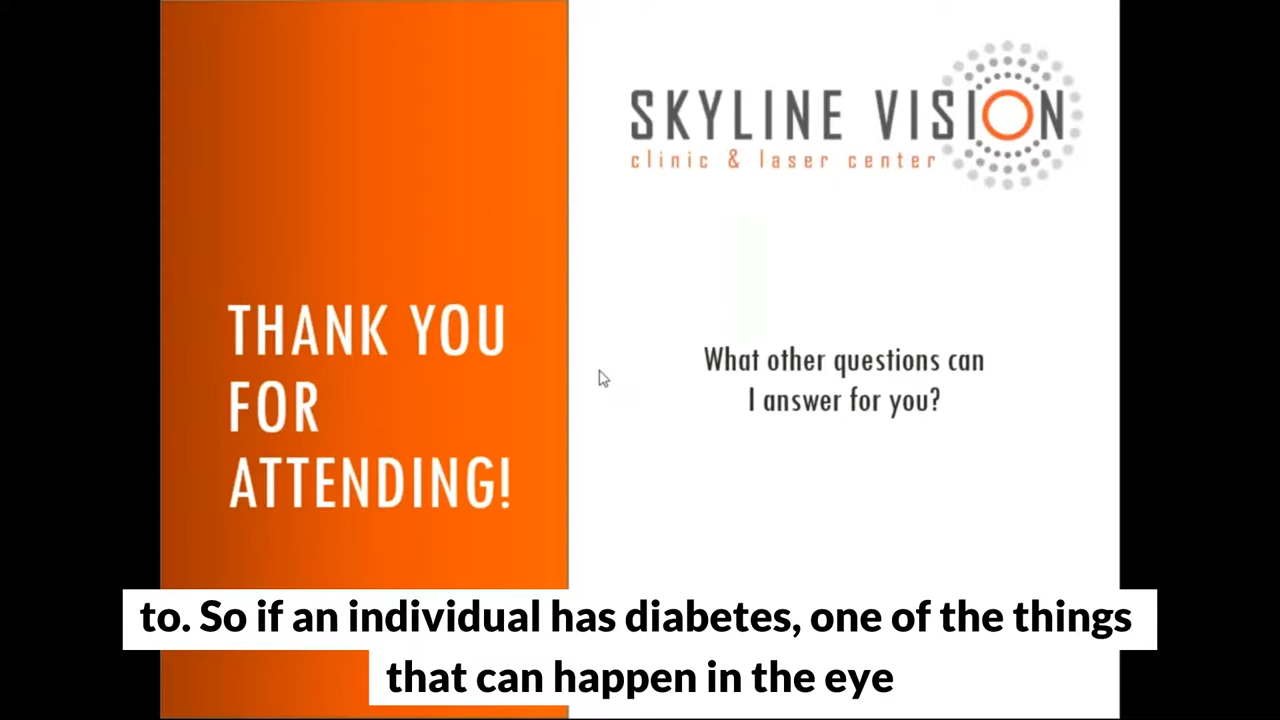 SKYLINE VISION
clinic & laser center
THANK YOU
FOR
ATTENDING!
What other questions can
I answer for you?
to. So if an individual has diabetes, one of the things
that can happen in the eye